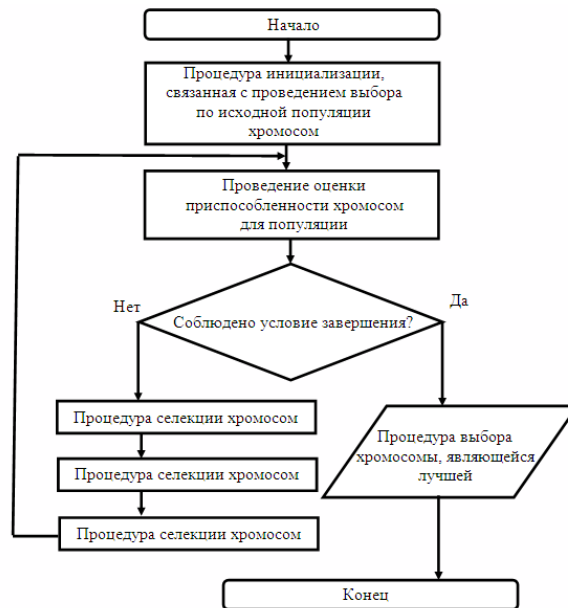 Начало
Процедура инициализации,
связанная с проведением выбора
по исходной популяции
хромосом
Проведение оценки
приспособленности хромосом
для популяции
Нет
Да
Соблюдено условие завершения?
Процедура селекции хромосом
Процедура селекции хромосом
Процедура селекции хромосом
Процедура выбора
хромосомы, являющейся
лучшей
Конец